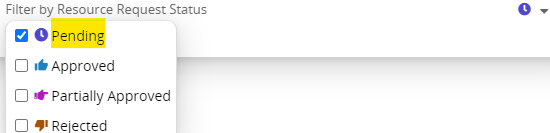 Filter by Resource Request Status
Pending
Approved
Partially Approved
Rejected